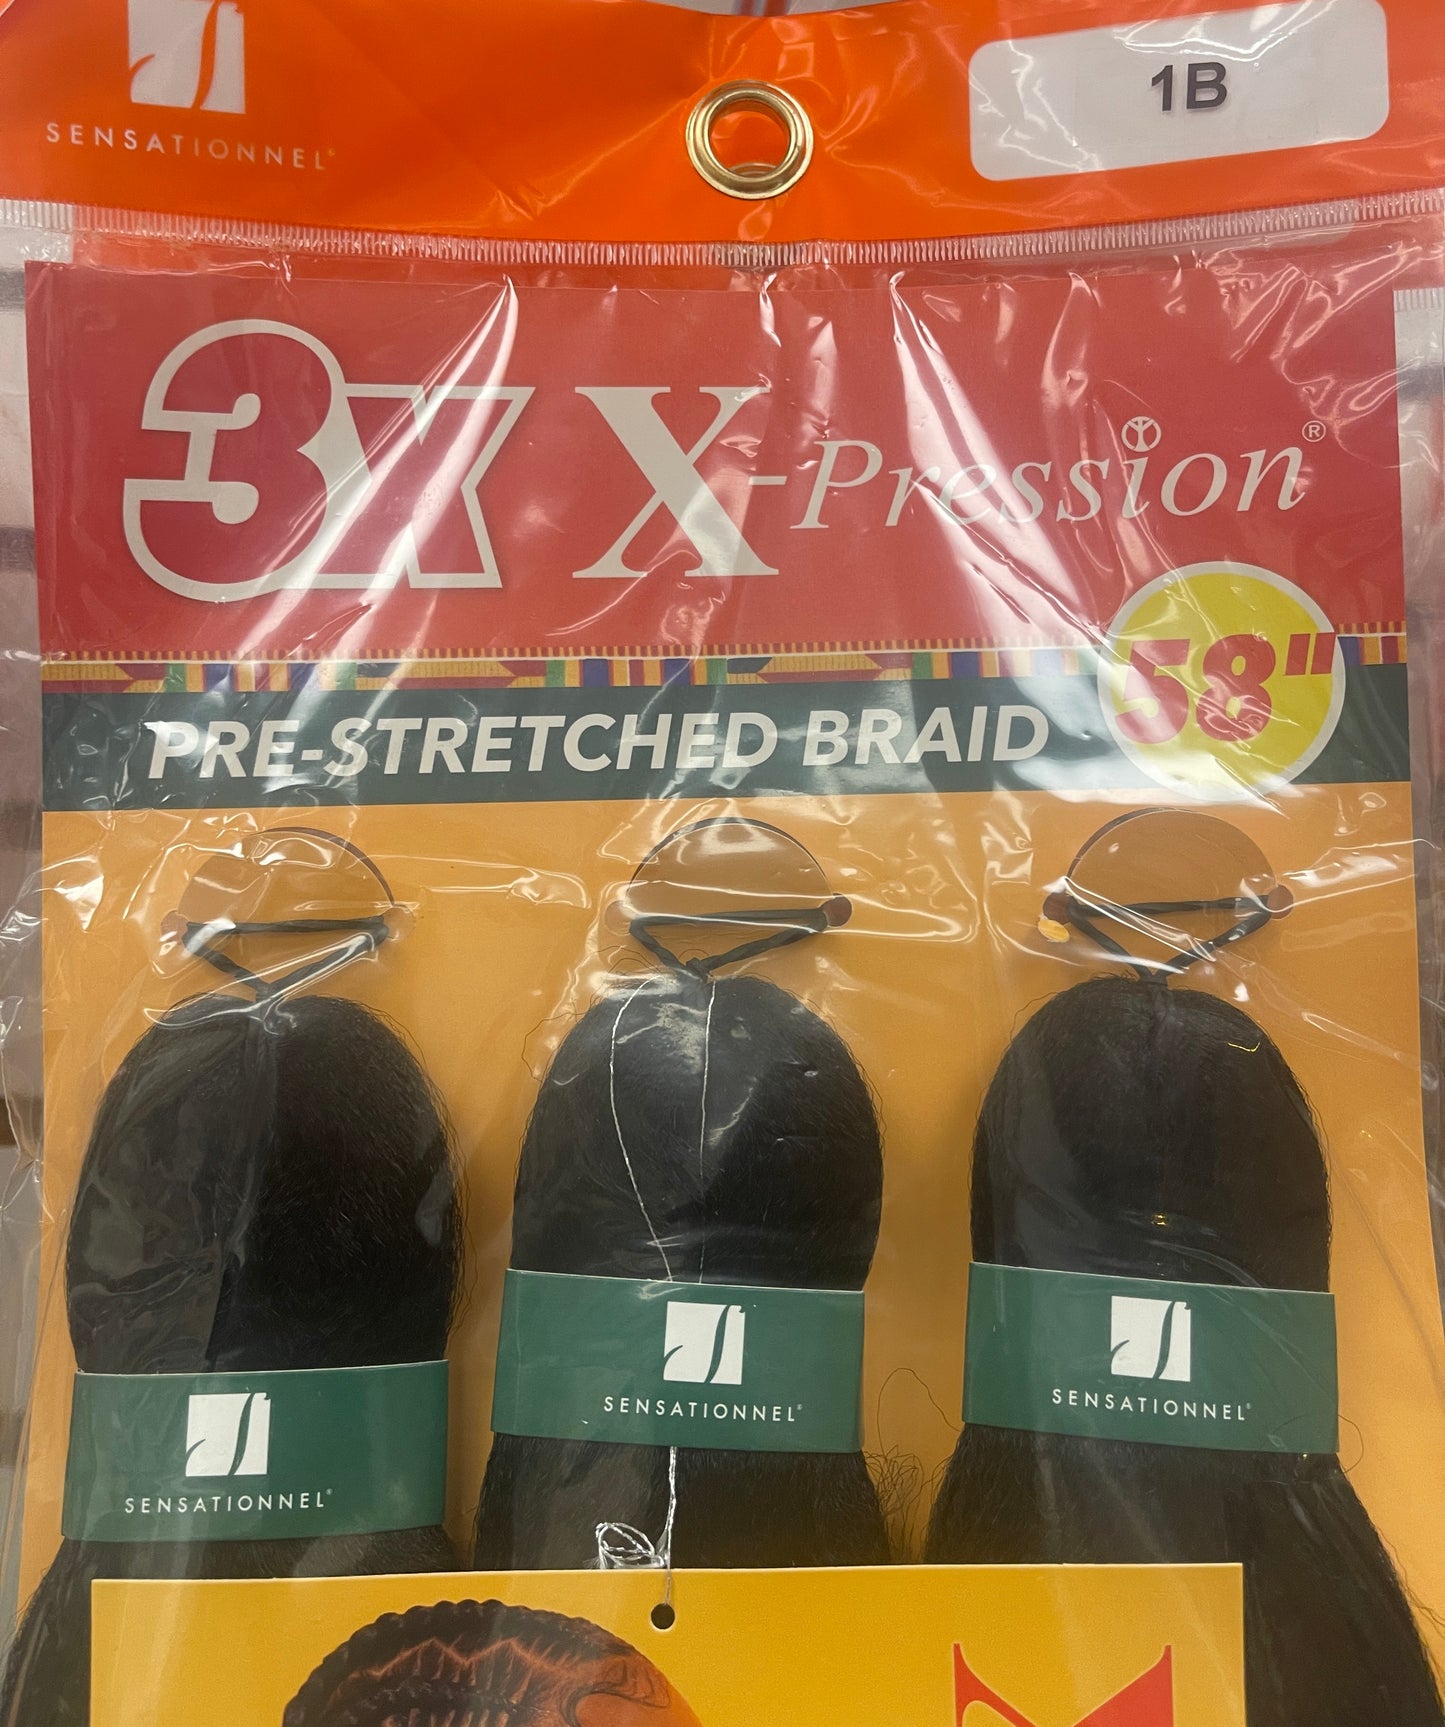 SENSATIONNEL®
1B
3X X-Pression®
58"
PRE-STRETCHED BRAID
SENSATIONNEL®
SENSATIONNEL®
SENSATIONNEL®
X